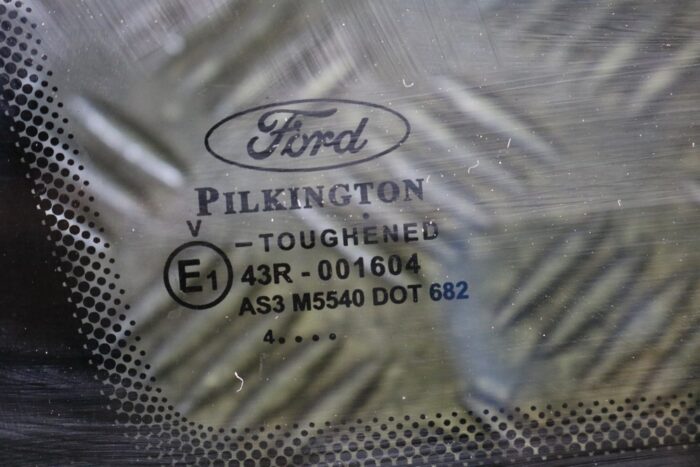 Ford
PILKINGTON
V
– TOUGHENED
E1 43R - 001604
AS3 M5540 DOT 682
4....